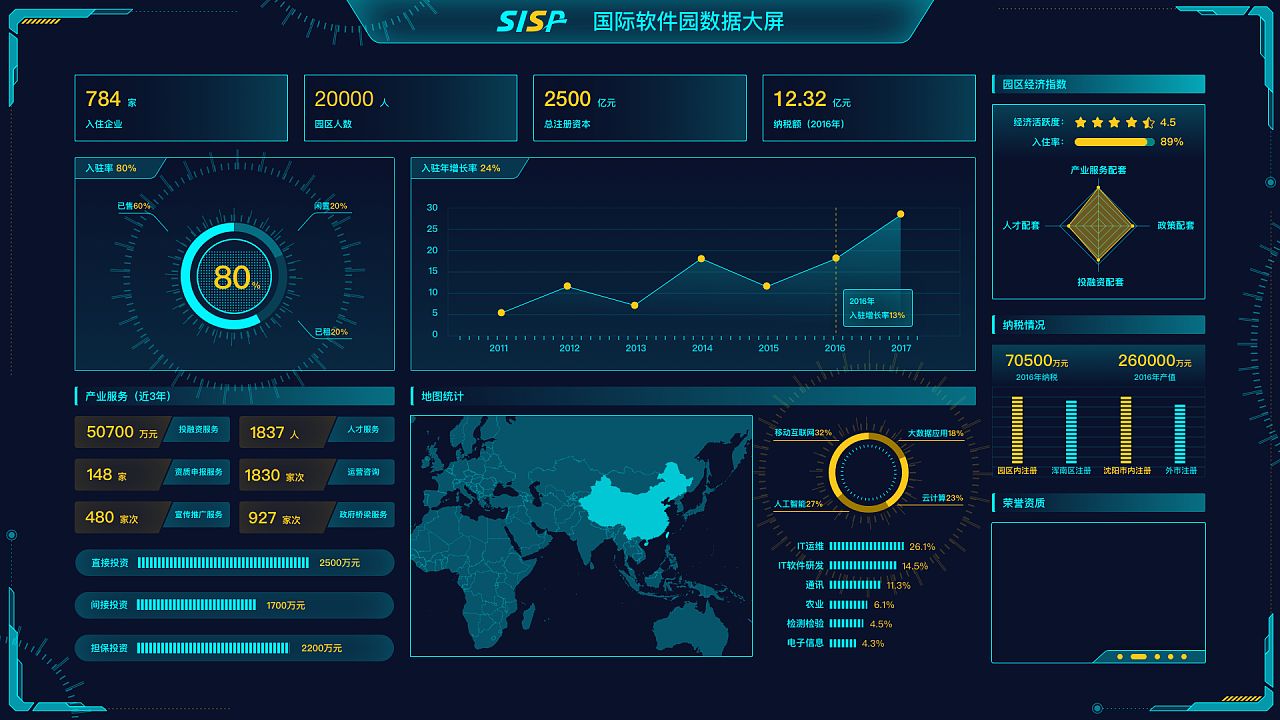 SISP 国际软件园数据大屏
784 家
入住企业
20000 人
园区人数
2500 亿元
总注册资本
12.32 亿元
纳税额（2016年）
入驻率 80%
已售60%
闲置20%
80%
已租20%
入驻年增长率 24%
30
25
20
15
10
5
0
2011 2012 2013 2014 2015 2016 2017
2016年
入驻增长率13%
园区经济指数
经济活跃度： 4.5
入住率： 89%
产业服务配套
人才配套
政策配套
投融资配套
纳税情况
70500万元
2016年纳税
260000万元
2016年产值
园区内注册 浑南区注册 沈阳市内注册 外市注册
荣誉资质
产业服务（近3年）
50700 万元 投融资服务
1837 人 人才服务
148 家 资质申报服务
1830 家次 运营咨询
480 家次 宣传推广服务
927 家次 政府桥梁服务
直接投资 2500万元
间接投资 1700万元
担保投资 2200万元
地图统计
移动互联网32%
大数据应用18%
人工智能27%
云计算23%
IT运维 26.1%
IT软件研发 14.5%
通讯 11.3%
农业 6.1%
检测检验 4.5%
电子信息 4.3%